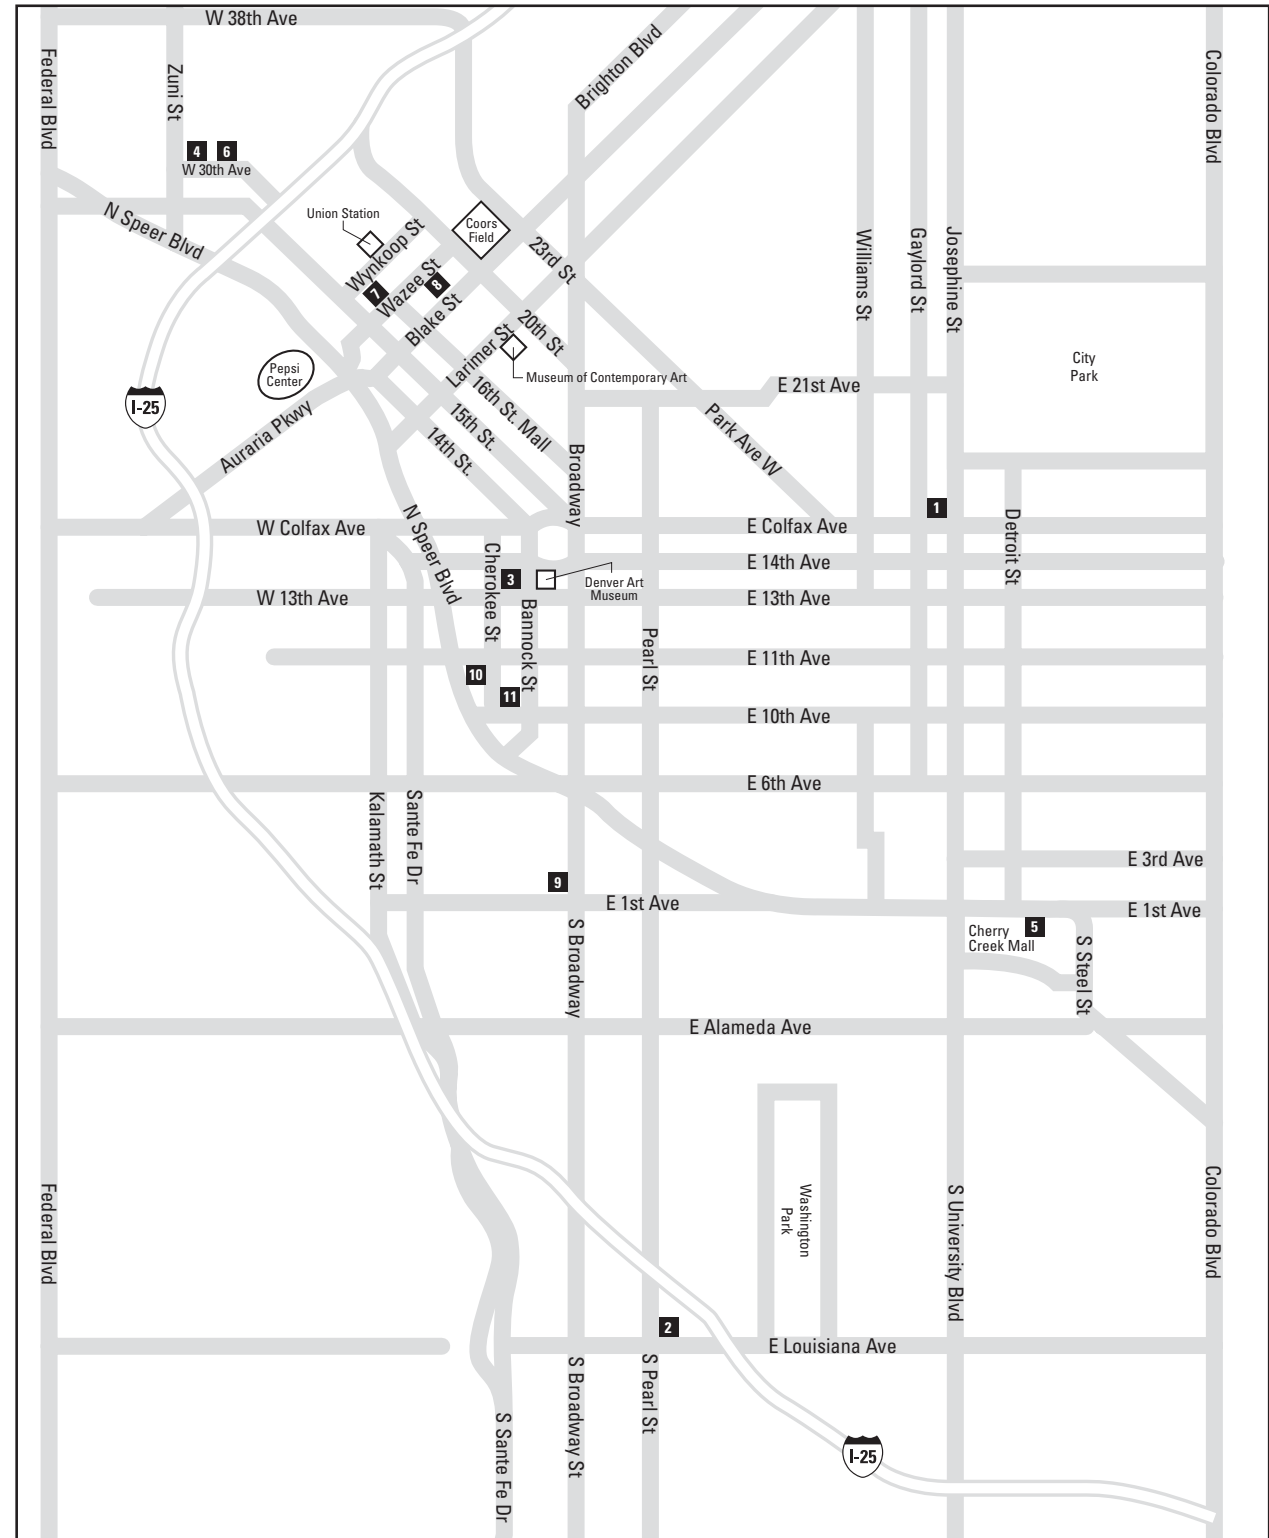 W 38th Ave
Federal Blvd
Zuni St
Brighton Blvd
Colorado Blvd
4
6
W 30th Ave
N Speer Blvd
Union Station
Wynkoop St
Coors
Field
23rd St
Williams St
Gaylord St
Josephine St
7
Wazee St
8
Blake St
20th St
Larimer St
Museum of Contemporary Art
City
Park
Pepsi
Center
I-25
E 21st Ave
16th St. Mall
15th St.
14th St.
Park Ave W
Auraria Pkwy
Broadway
1
W Colfax Ave
N Speer Blvd
E Colfax Ave
Detroit St
Cherokee St
E 14th Ave
3
Denver Art
Museum
W 13th Ave
Bannock St
E 13th Ave
Pearl St
E 11th Ave
10
11
E 10th Ave
E 6th Ave
Kalamath St
Sante Fe Dr
E 3rd Ave
9
E 1st Ave
E 1st Ave
S Broadway
Cherry
Creek Mall
5
S Steel St
E Alameda Ave
Federal Blvd
Washington
Park
S University Blvd
Colorado Blvd
2
E Louisiana Ave
S Broadway St
S Pearl St
S Sante Fe Dr
I-25